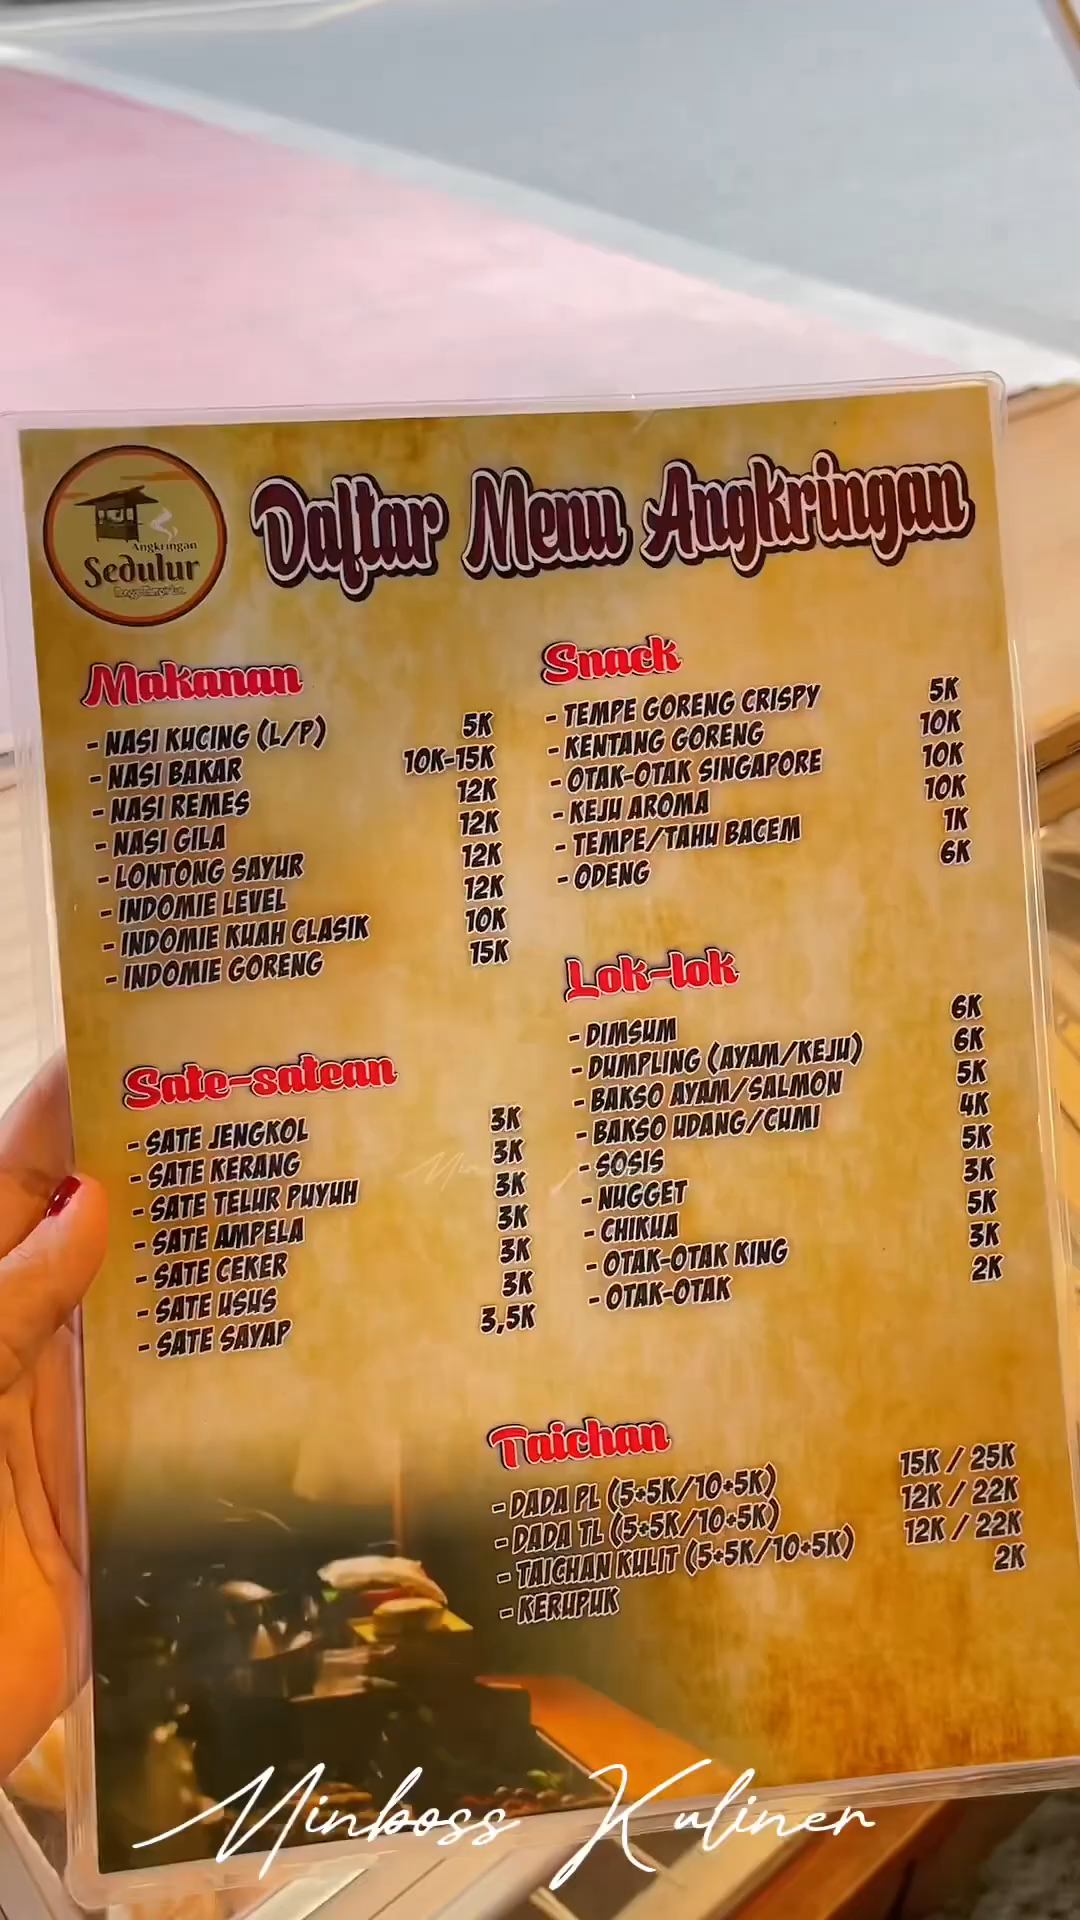 Angkringan
Sedulur
Daftar Menu Angkringan
Makanan
- NASI KUCING (L/P) 5K
- NASI BAKAR 10K-15K
- NASI REMES 12K
- NASI GILA 12K
- LONTONG SAYUR 12K
- INDOMIE LEVEL 12K
- INDOMIE KUAH CLASIK 10K
- INDOMIE GORENG 15K
Sate-satean
- SATE JENGKOL 3K
- SATE KERANG 3K
- SATE TELUR PUYUH 3K
- SATE AMPELA 3K
- SATE CEKER 3K
- SATE USUS 3K
- SATE SAYAP 3,5K
Snack
- TEMPE GORENG CRISPY 5K
- KENTANG GORENG 10K
- OTAK-OTAK SINGAPORE 10K
- KEJU AROMA 10K
- TEMPE/TAHU BACEM 1K
- ODENG 6K
Lok-lok
- DIMSUM 6K
- DUMPLING (AYAM/KEJU) 6K
- BAKSO AYAM/SALMON 5K
- BAKSO UDANG/CUMI 4K
- SOSIS 5K
- NUGGET 3K
- CHIKUA 5K
- OTAK-OTAK KING 3K
- OTAK-OTAK 2K
Taichan
- DADA PL (5+5K/10+5K) 15K / 25K
- DADA TL (5+5K/10+5K) 12K / 22K
- TAICHAN KULIT (5+5K/10+5K) 12K / 22K
- KERUPUK 2K
Minboss Kuliner